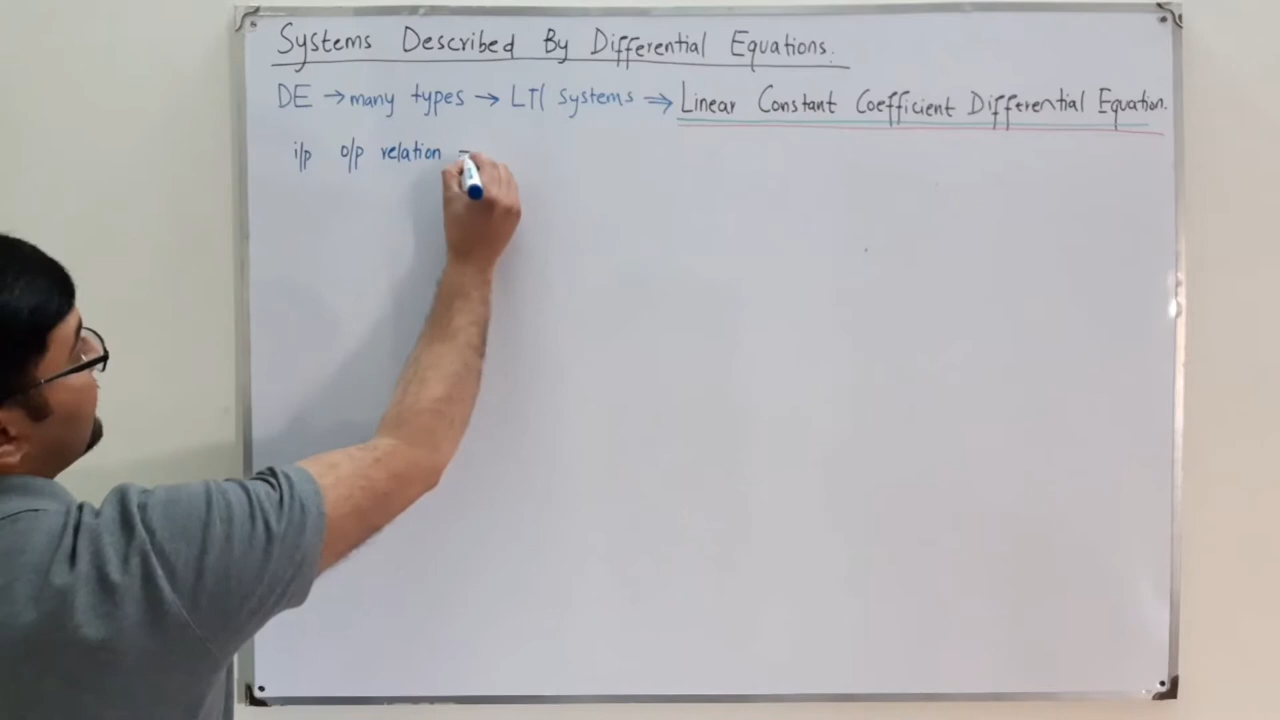 Systems Described By Differential Equations.
DE → many types → LTI systems ⇒ Linear Constant Coefficient Differential Equation.
i/p o/p relation